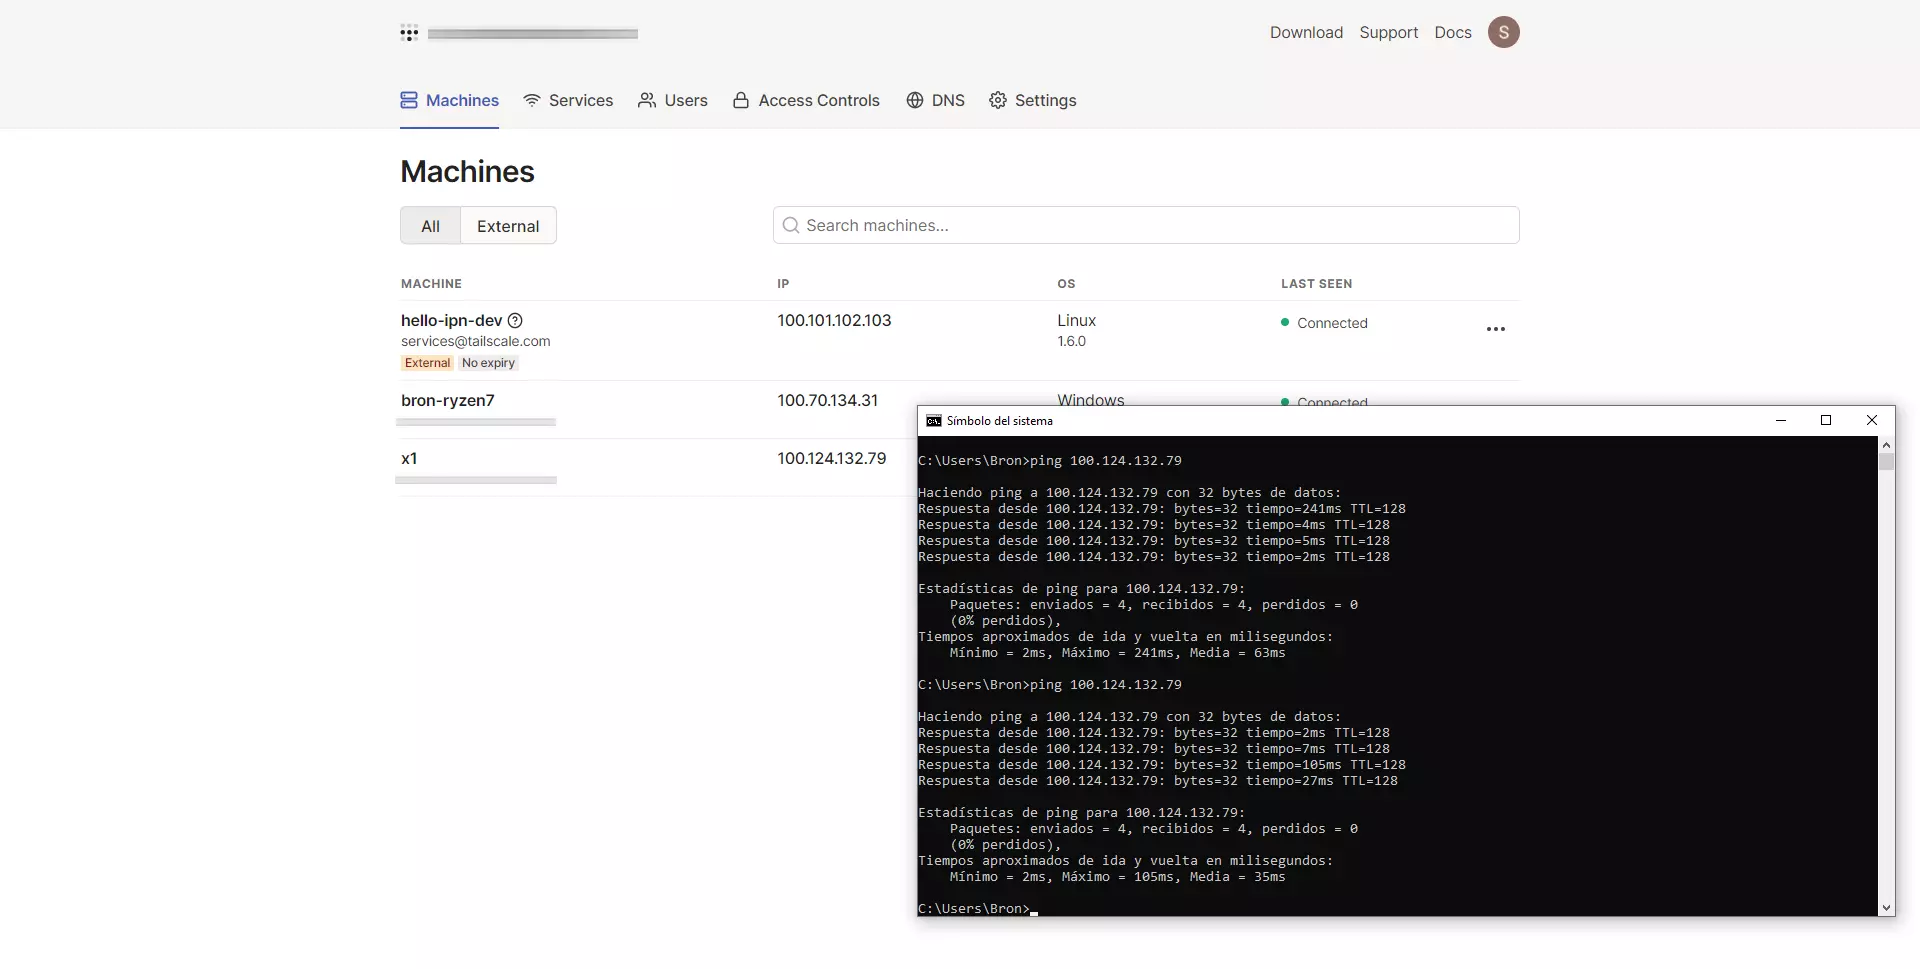 Download Support Docs S
Machines Services Users Access Controls DNS Settings
Machines
All External Search machines...
MACHINE IP OS LAST SEEN
hello-ipn-dev 100.101.102.103 Linux Connected
services@tailscale.com 1.6.0
External No expiry
bron-ryzen7 100.70.134.31 Windows Connected
x1 100.124.132.79
Símbolo del sistema
C:\Users\Bron>ping 100.124.132.79
Haciendo ping a 100.124.132.79 con 32 bytes de datos:
Respuesta desde 100.124.132.79: bytes=32 tiempo=241ms TTL=128
Respuesta desde 100.124.132.79: bytes=32 tiempo=4ms TTL=128
Respuesta desde 100.124.132.79: bytes=32 tiempo=5ms TTL=128
Respuesta desde 100.124.132.79: bytes=32 tiempo=2ms TTL=128
Estadísticas de ping para 100.124.132.79:
Paquetes: enviados = 4, recibidos = 4, perdidos = 0
(0% perdidos),
Tiempos aproximados de ida y vuelta en milisegundos:
Mínimo = 2ms, Máximo = 241ms, Media = 63ms
C:\Users\Bron>ping 100.124.132.79
Haciendo ping a 100.124.132.79 con 32 bytes de datos:
Respuesta desde 100.124.132.79: bytes=32 tiempo=2ms TTL=128
Respuesta desde 100.124.132.79: bytes=32 tiempo=7ms TTL=128
Respuesta desde 100.124.132.79: bytes=32 tiempo=105ms TTL=128
Respuesta desde 100.124.132.79: bytes=32 tiempo=27ms TTL=128
Estadísticas de ping para 100.124.132.79:
Paquetes: enviados = 4, recibidos = 4, perdidos = 0
(0% perdidos),
Tiempos aproximados de ida y vuelta en milisegundos:
Mínimo = 2ms, Máximo = 105ms, Media = 35ms
C:\Users\Bron>